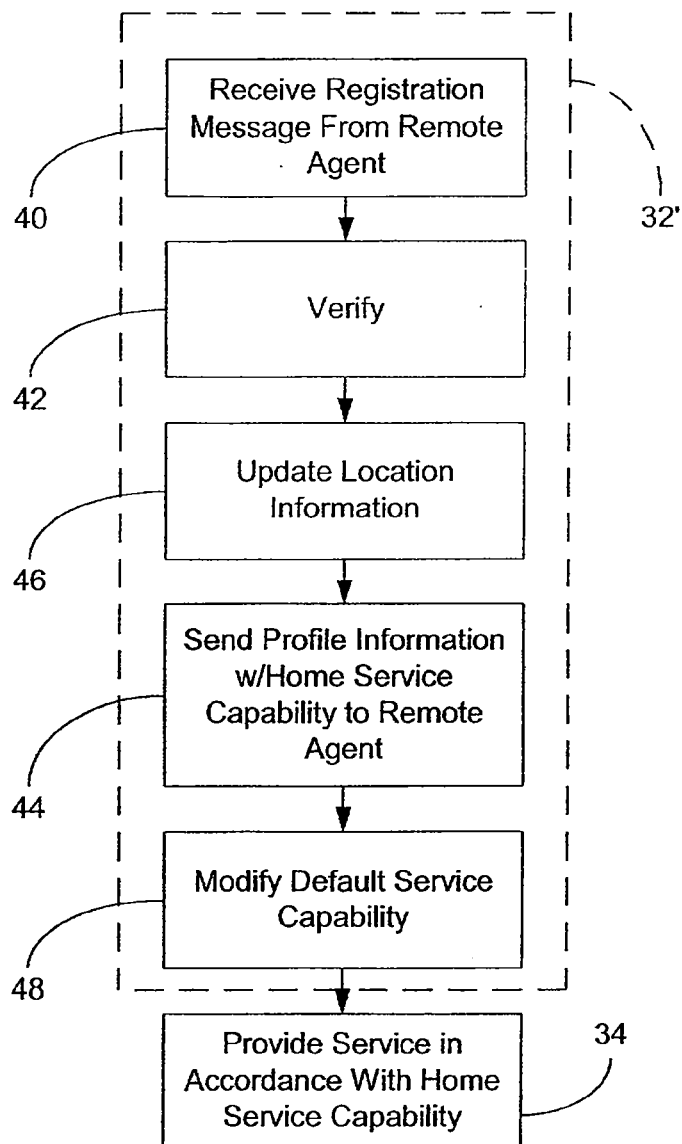 Receive Registration
Message From Remote
Agent
40
32'
Verify
42
Update Location
Information
46
Send Profile Information
w/Home Service
Capability to Remote
Agent
44
Modify Default Service
Capability
48
Provide Service in
Accordance With Home
Service Capability
34